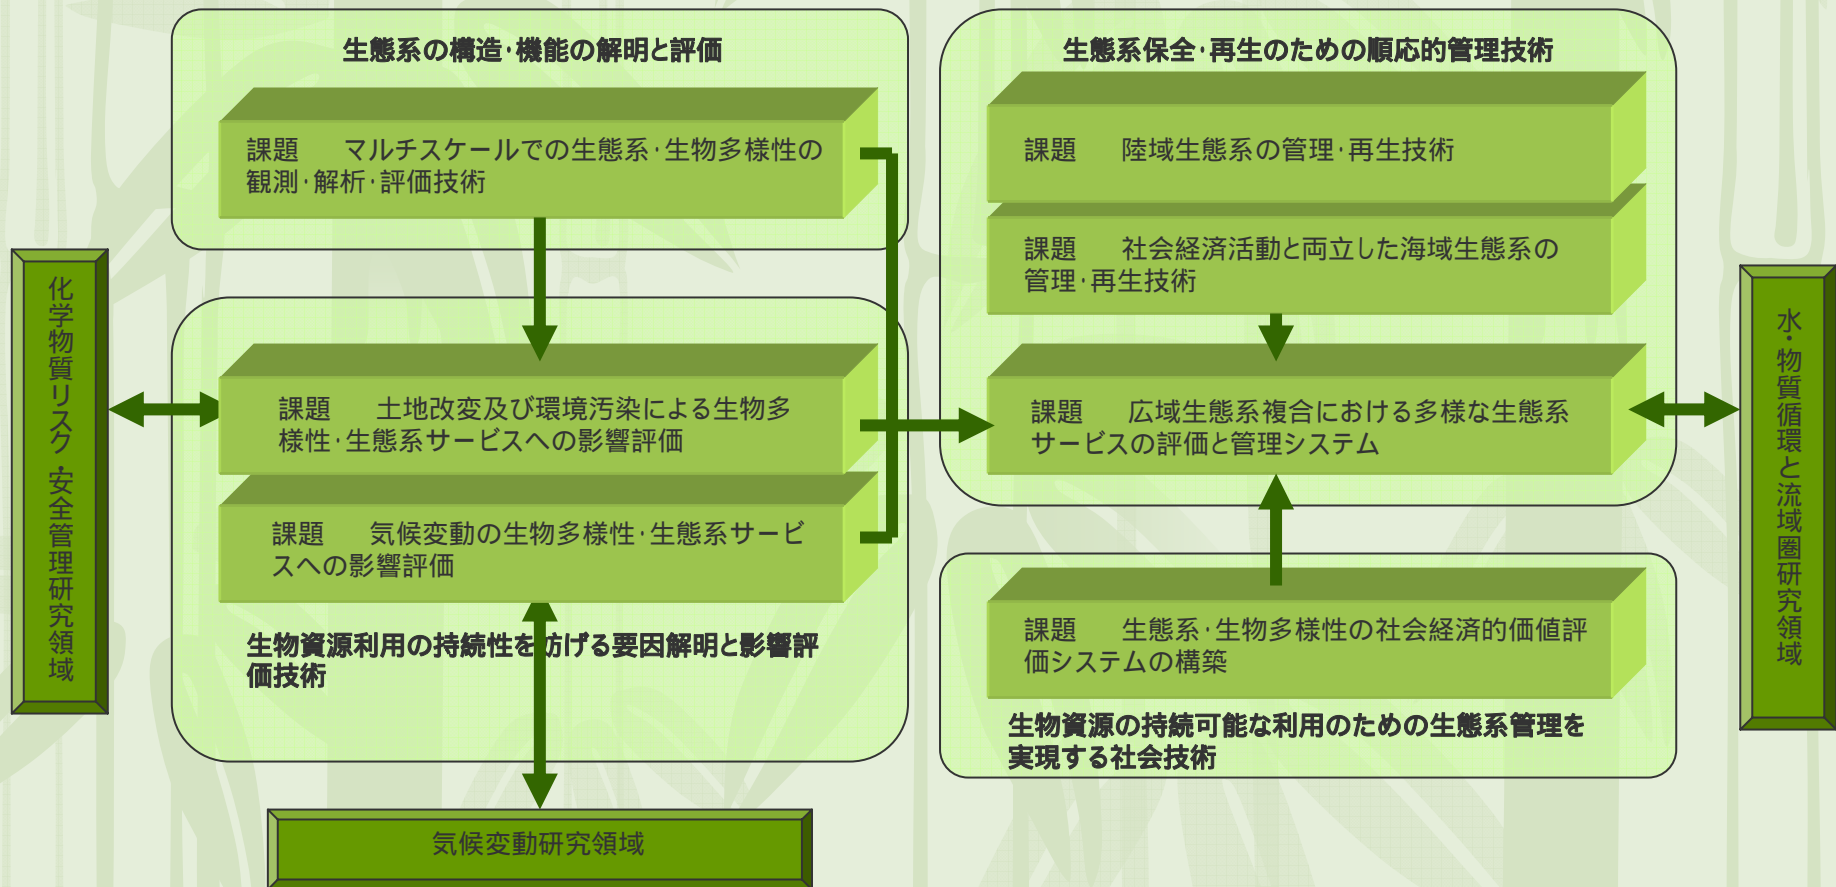 生態系の構造・機能の解明と評価
課題　マルチスケールでの生態系・生物多様性の
観測・解析・評価技術
課題　土地改変及び環境汚染による生物多
様性・生態系サービスへの影響評価
課題　気候変動の生物多様性・生態系サービ
スへの影響評価
生物資源利用の持続性を妨げる要因解明と影響評
価技術
生態系保全・再生のための順応的管理技術
課題　陸域生態系の管理・再生技術
課題　社会経済活動と両立した海域生態系の
管理・再生技術
課題　広域生態系複合における多様な生態系
サービスの評価と管理システム
課題　生態系・生物多様性の社会経済的価値評
価システムの構築
生物資源の持続可能な利用のための生態系管理を
実現する社会技術
化学物質リスク・安全管理研究領域
水・物質循環と流域圏研究領域
気候変動研究領域